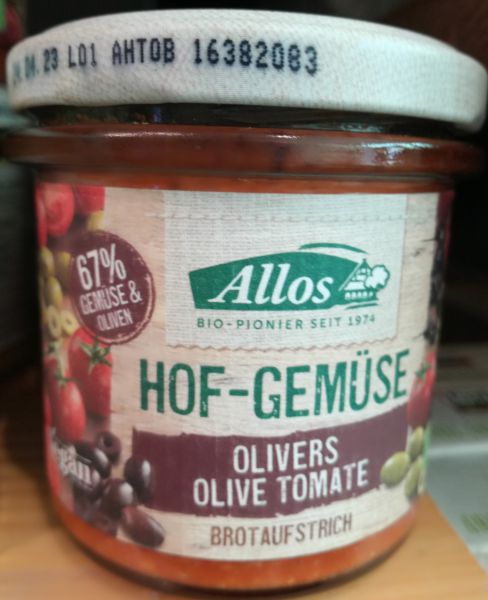 04.23 L01 AHTOB 16382083
67%
GEMÜSE &
OLIVEN
Allos
BIO-PIONIER SEIT 1974
HOF-GEMÜSE
OLIVERS
OLIVE TOMATE
BROTAUFSTRICH